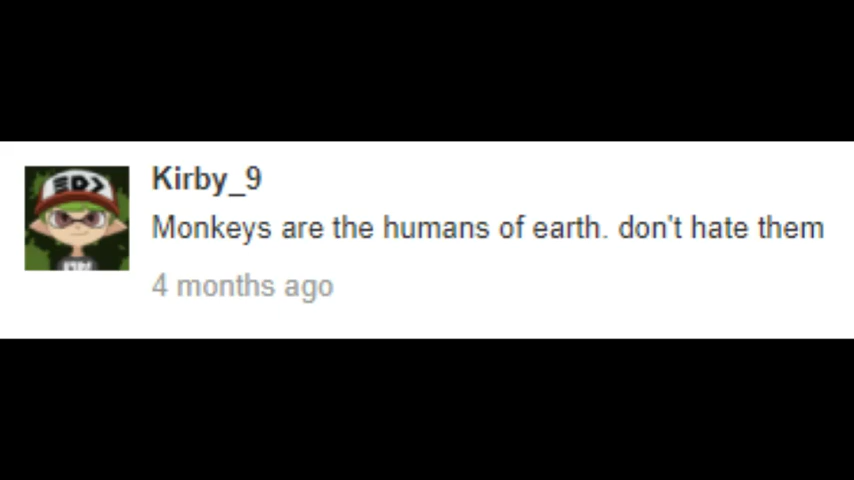 Kirby_9
Monkeys are the humans of earth. don't hate them
4 months ago